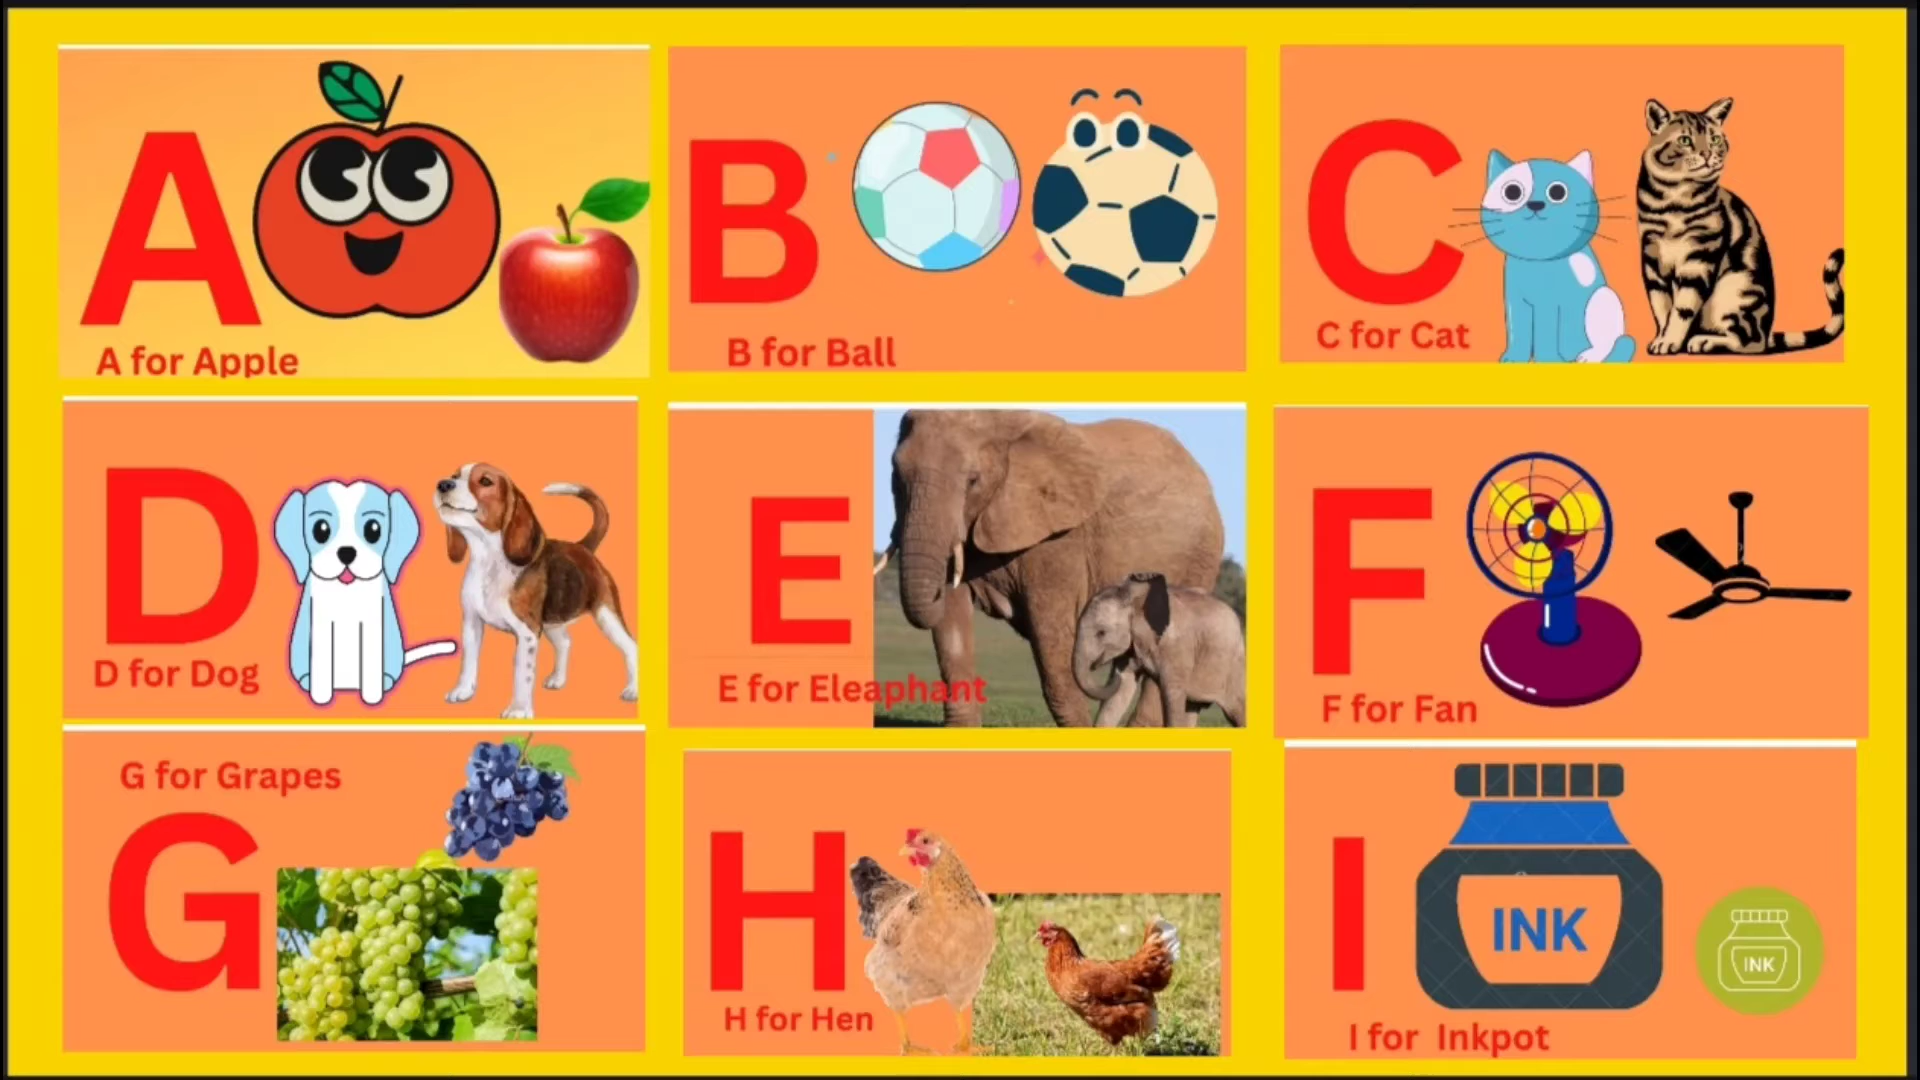 A
A for Apple
B
B for Ball
C
C for Cat
D
D for Dog
E
E for Eleaphant
F
F for Fan
G for Grapes
G
H
H for Hen
I
INK
INK
I for Inkpot